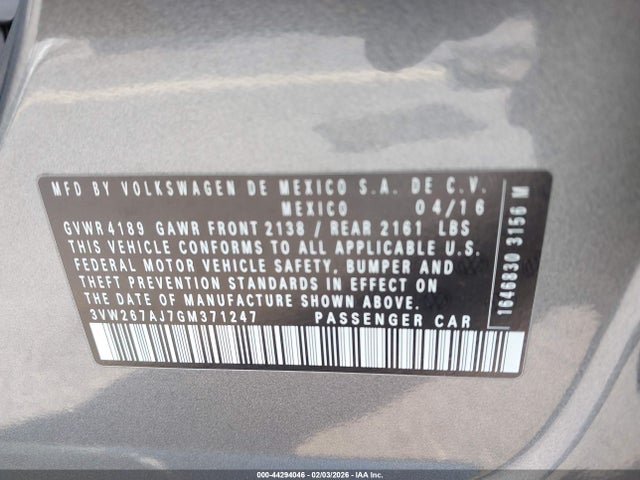 MFD BY VOLKSWAGEN DE MEXICO S.A. DE C.V.
MEXICO 04/16
GVWR 4189 GAWR FRONT 2138 / REAR 2161 LBS
THIS VEHICLE CONFORMS TO ALL APPLICABLE U.S.
FEDERAL MOTOR VEHICLE SAFETY, BUMPER AND
THEFT PREVENTION STANDARDS IN EFFECT ON
THE DATE OF MANUFACTURE SHOWN ABOVE.
3VW267AJ7GM371247 PASSENGER CAR
1646830 3156 M
000-44294046 - 02/03/2026 - IAAI Inc.